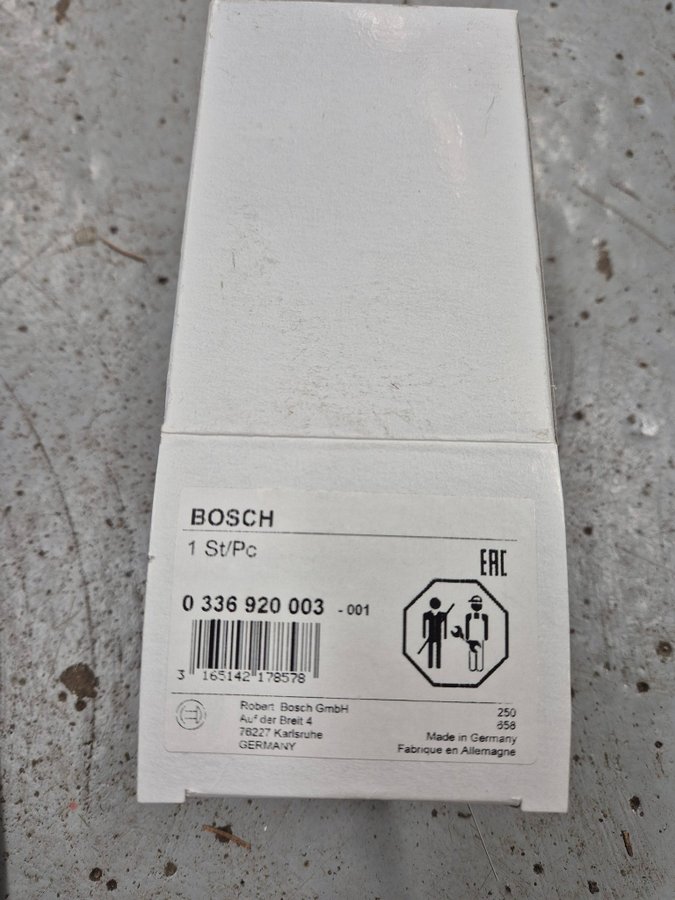 BOSCH
1 St/Pc
EAC
0 336 920 003 - 001
3 165142 178578
Robert Bosch GmbH
Auf der Breit 4
76227 Karlsruhe
GERMANY
250
658
Made in Germany
Fabriqué en Allemagne